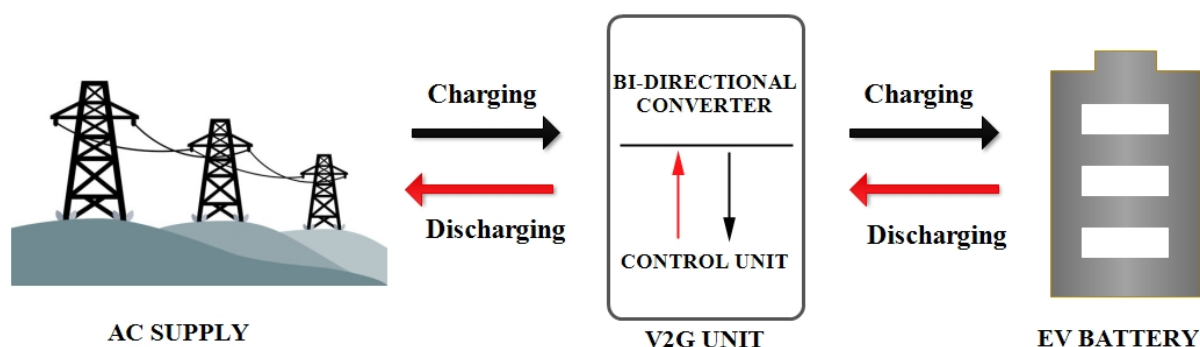 Charging
Discharging
AC SUPPLY
BI-DIRECTIONAL
CONVERTER
CONTROL UNIT
V2G UNIT
Charging
Discharging
EV BATTERY